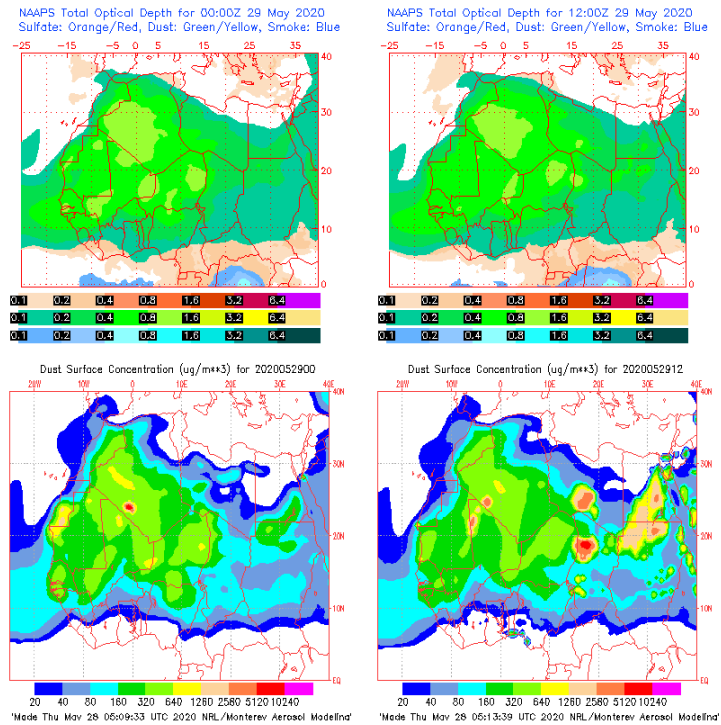 NAAPS Total Optical Depth for 00:00Z 29 May 2020
Sulfate: Orange/Red, Dust: Green/Yellow, Smoke: Blue
-25 -15 -10 -5 0 5 10 15 20 25 30 40
40
30
20
10
0
0.1 0.2 0.4 0.8 1.6 3.2 6.4
0.1 0.2 0.4 0.8 1.6 3.2 6.4
0.1 0.2 0.4 0.8 1.6 3.2 6.4
NAAPS Total Optical Depth for 12:00Z 29 May 2020
Sulfate: Orange/Red, Dust: Green/Yellow, Smoke: Blue
-25 -15 -10 -5 0 5 10 15 20 25 30 40
40
30
20
10
0
0.1 0.2 0.4 0.8 1.6 3.2 6.4
0.1 0.2 0.4 0.8 1.6 3.2 6.4
0.1 0.2 0.4 0.8 1.6 3.2 6.4
Dust Surface Concentration (ug/m**3) for 2020052900
20W 10W 0 10E 20E 30E 40E
40N
30N
20N
10N
EQ
20 40 80 160 320 640 1280 2580 5120 10240
'Made Thu May 28 05:09:33 UTC 2020 NRL/Monterey Aerosol Modeling'
Dust Surface Concentration (ug/m**3) for 2020052912
20W 10W 0 10E 20E 30E 40E
40N
30N
20N
10N
EQ
20 40 80 160 320 640 1280 2580 5120 10240
'Made Thu May 28 05:13:39 UTC 2020 NRL/Monterey Aerosol Modeling'